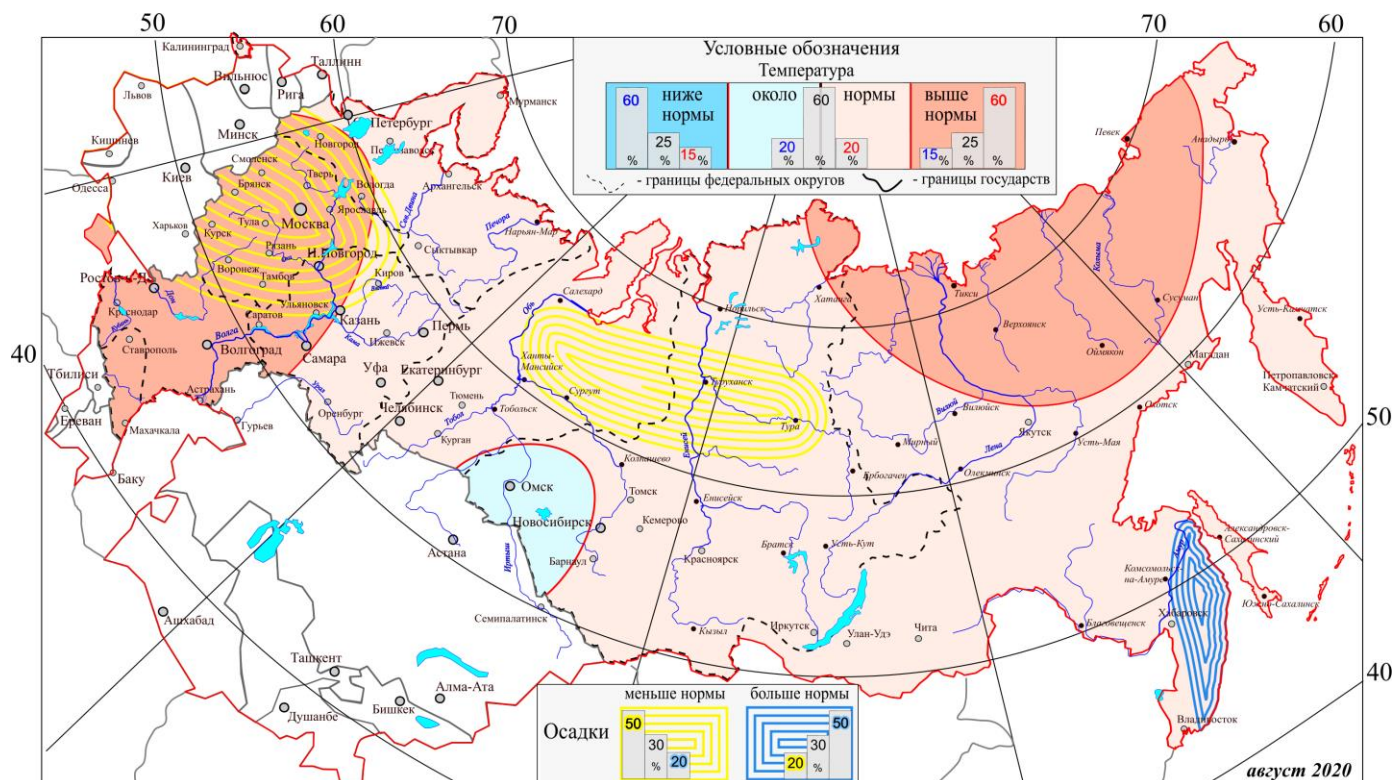 50
60
70
70
60
Условные обозначения
Температура
60
ниже
нормы
25
15
%
%
%
около
60
нормы
20
20
%
%
%
выше
нормы
60
25
15
%
%
%
- границы федеральных округов
- границы государств
Калининград
Таллинн
Вильнюс
Рига
Львов
Мурманск
Петербург
Минск
Новгород
Певек
Кишинев
Анадырь
Смоленск
Киев
Тверь
Архангельск
Одесса
Брянск
Вологда
Москва
Ярославль
Сев.Двина
Печора
Харьков
Тула
Курск
Нарьян-Мар
Рязань
Сыктывкар
Н.Новгород
Воронеж
Колыма
Ростов-н-Д.
Тамбов
Киров
Салехард
Хатанга
Тикси
Сусуман
Дон
Ульяновск
Обь
Норильск
Усть-Камчатск
Краснодар
Саратов
Казань
Кама
Пермь
Верхоянск
40
Волга
Ижевск
Оймякон
Ставрополь
Волгоград
Самара
Ханты-
Мансийск
Магадан
Тбилиси
Уфа
Екатеринбург
Туруханск
Петропавловск-
Камчатский
Астрахань
Урал
Тюмень
Сургут
Вилюй
Вилюйск
Охотск
50
Ереван
Оренбург
Челябинск
Тобольск
Тура
Якутск
Махачкала
Гурьев
Тобол
Курган
Мирный
Лена
Усть-Мая
Баку
Колпашево
Енисей
Ербогачен
Олекминск
Омск
Томск
Енисейск
Новосибирск
Кемерово
Александровск-
Сахалинский
Астана
Иртыш
Барнаул
Красноярск
Братск
Усть-Кут
Амур
Комсомольск-
на-Амуре
Ашхабад
Семипалатинск
Кызыл
Иркутск
Улан-Удэ
Чита
Благовещенск
Хабаровск
Южно-Сахалинск
Ташкент
40
Душанбе
Бишкек
Алма-Ата
меньше нормы
больше нормы
Осадки
50
30
%
20
50
30
%
20
Владивосток
август 2020